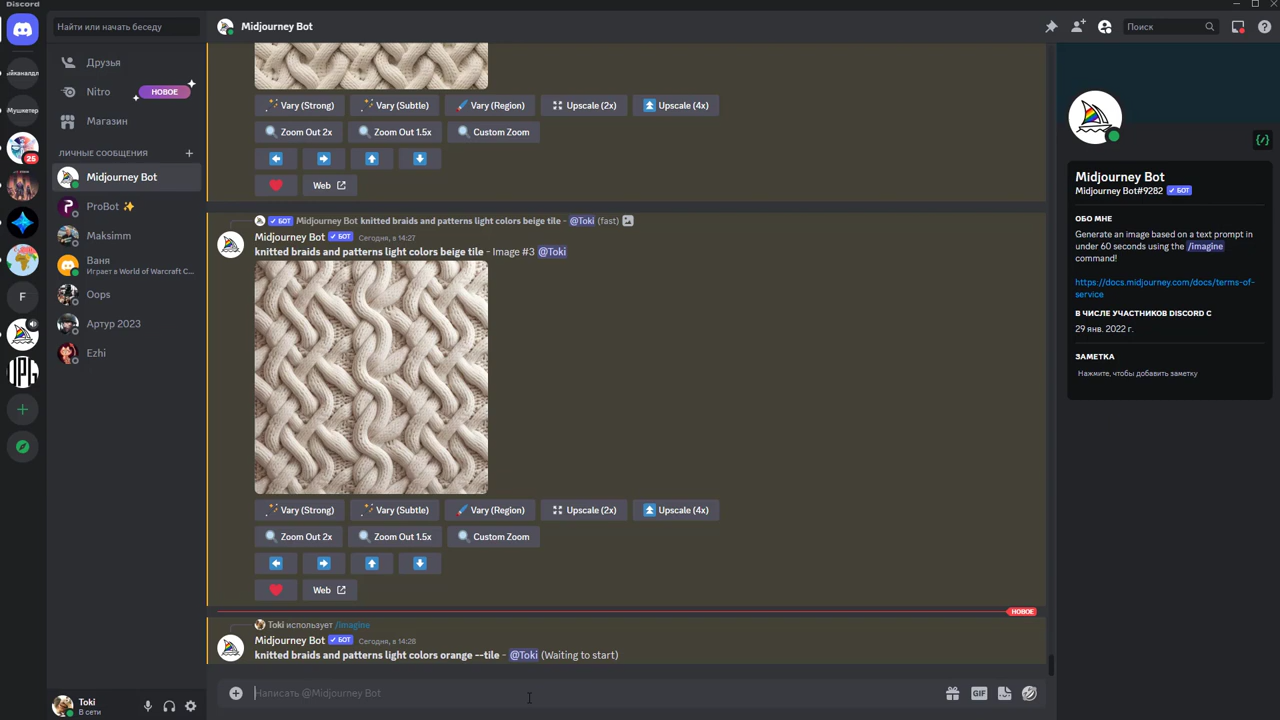 Discord
Найти или начать беседу
Midjourney Bot
Поиск
Мушкетер
25
F
Друзья
Nitro
НОВОЕ
Магазин
ЛИЧНЫЕ СООБЩЕНИЯ
Midjourney Bot
ProBot ✨
Maksimm
Ваня
Играет в World of Warcraft C...
Oops
Артур 2023
Ezhi
Toki
В сети
Vary (Strong) Vary (Subtle) Vary (Region) Upscale (2x) Upscale (4x)
Zoom Out 2x Zoom Out 1.5x Custom Zoom
Web
БОТ Midjourney Bot knitted braids and patterns light colors beige tile - @Toki (fast)
Midjourney Bot БОТ Сегодня, в 14:27
knitted braids and patterns light colors beige tile - Image #3 @Toki
Vary (Strong) Vary (Subtle) Vary (Region) Upscale (2x) Upscale (4x)
Zoom Out 2x Zoom Out 1.5x Custom Zoom
Web
НОВОЕ
Toki использует /imagine
Midjourney Bot БОТ Сегодня, в 14:28
knitted braids and patterns light colors orange --tile - @Toki (Waiting to start)
Написать @Midjourney Bot
GIF
Midjourney Bot
Midjourney Bot#9282 БОТ
ОБО МНЕ
Generate an image based on a text prompt in
under 60 seconds using the /imagine
command!
https://docs.midjourney.com/docs/terms-of-
service
В ЧИСЛЕ УЧАСТНИКОВ DISCORD С
29 янв. 2022 г.
ЗАМЕТКА
Нажмите, чтобы добавить заметку